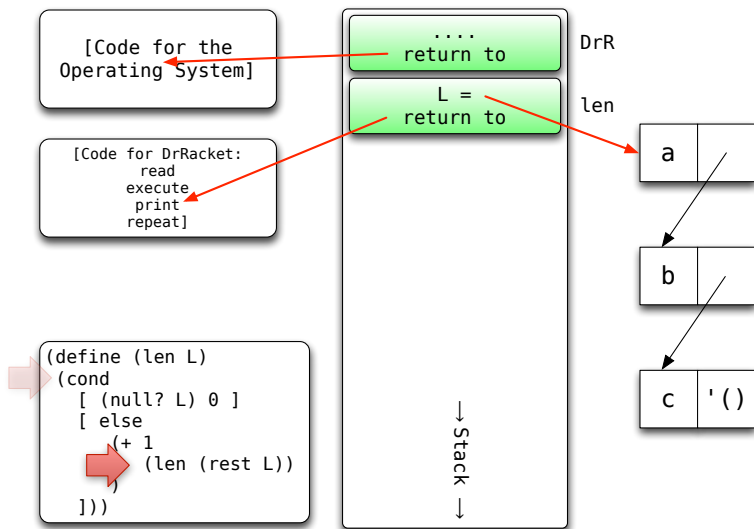 [Code for the
Operating System]
....
return to
DrR
L =
return to
len
[Code for DrRacket:
read
execute
print
repeat]
a
b
c
'()
(define (len L)
(cond
[ (null? L) 0 ]
[ else
(+ 1
(len (rest L))
)
]))
→Stack →